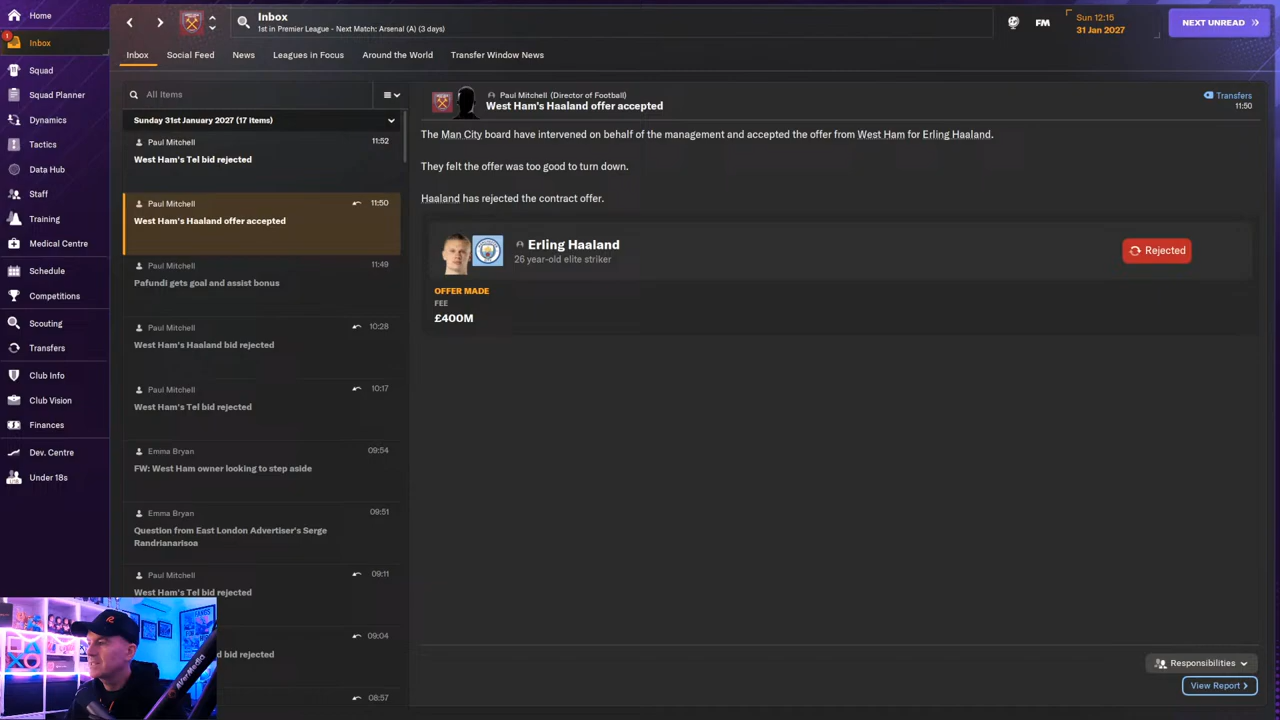 Home
Inbox
1st in Premier League - Next Match: Arsenal (A) (3 days)
FM
Sun 12:15
31 Jan 2027
NEXT UNREAD
1
Inbox
Squad
Squad Planner
Dynamics
Tactics
Data Hub
Staff
Training
Medical Centre
Schedule
Competitions
Scouting
Transfers
Club Info
Club Vision
Finances
Dev. Centre
Under 18s
Inbox
Social Feed
News
Leagues in Focus
Around the World
Transfer Window News
All Items
Sunday 31st January 2027 (17 items)
Paul Mitchell 11:52
West Ham's Tel bid rejected
Paul Mitchell 11:50
West Ham's Haaland offer accepted
Paul Mitchell 11:49
Pafundi gets goal and assist bonus
Paul Mitchell 10:28
West Ham's Haaland bid rejected
Paul Mitchell 10:17
West Ham's Tel bid rejected
Emma Bryan 09:54
FW: West Ham owner looking to step aside
Emma Bryan 09:51
Question from East London Advertiser's Serge
Randrianarisoa
Paul Mitchell 09:11
West Ham's Tel bid rejected
09:04
bid rejected
08:57
Paul Mitchell (Director of Football)
West Ham's Haaland offer accepted
Transfers
11:50
The Man City board have intervened on behalf of the management and accepted the offer from West Ham for Erling Haaland.
They felt the offer was too good to turn down.
Haaland has rejected the contract offer.
Erling Haaland
26 year-old elite striker
Rejected
OFFER MADE
FEE
£400M
Responsibilities
View Report